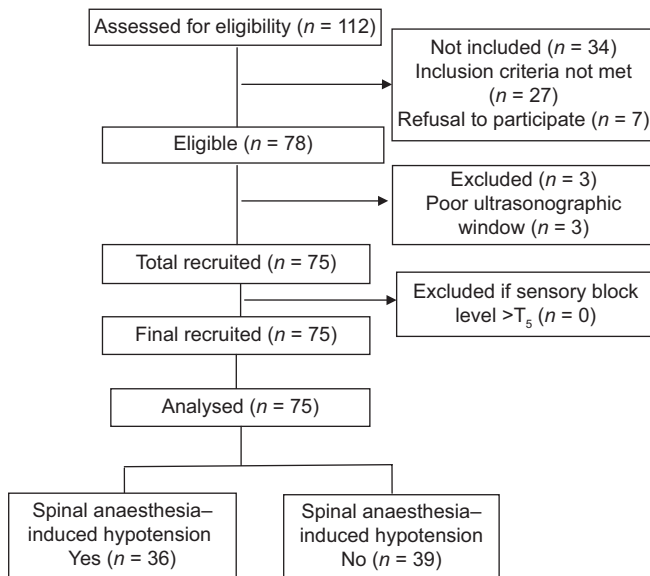 Assessed for eligibility (n = 112)
Not included (n = 34)
Inclusion criteria not met
(n = 27)
Refusal to participate (n = 7)
Eligible (n = 78)
Excluded (n = 3)
Poor ultrasonographic
window (n = 3)
Total recruited (n = 75)
Excluded if sensory block
level >T5 (n = 0)
Final recruited (n = 75)
Analysed (n = 75)
Spinal anaesthesia–
induced hypotension
Yes (n = 36)
Spinal anaesthesia–
induced hypotension
No (n = 39)